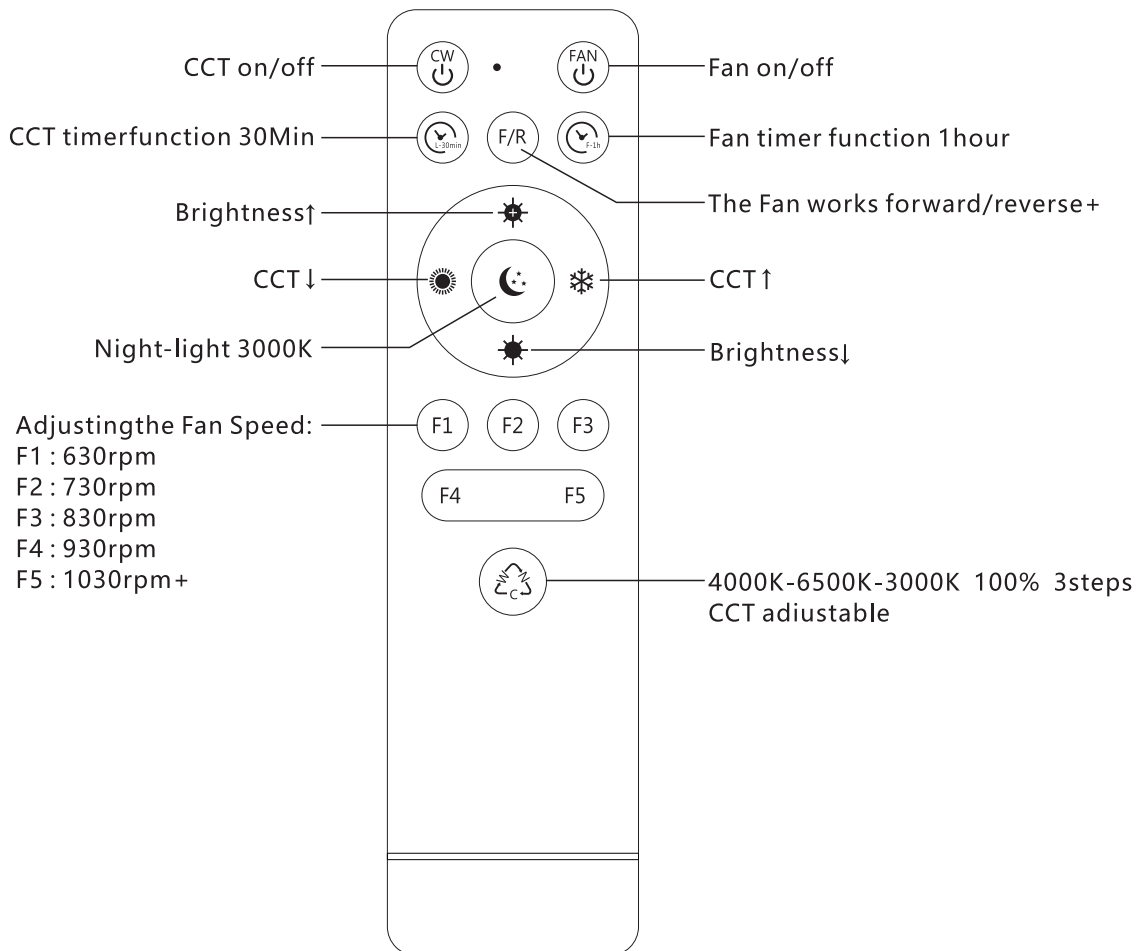 CCT on/off
CW
FAN
Fan on/off
CCT timerfunction 30Min
L-30min
F/R
F-1h
Fan timer function 1hour
The Fan works forward/reverse+
Brightness↑
CCT↓
CCT↑
Night-light 3000K
Brightness↓
Adjustingthe Fan Speed:
F1 F2 F3
F1 : 630rpm
F2 : 730rpm
F3 : 830rpm
F4 : 930rpm
F5 : 1030rpm+
F4 F5
W N
C
4000K-6500K-3000K 100% 3steps
CCT adiustable